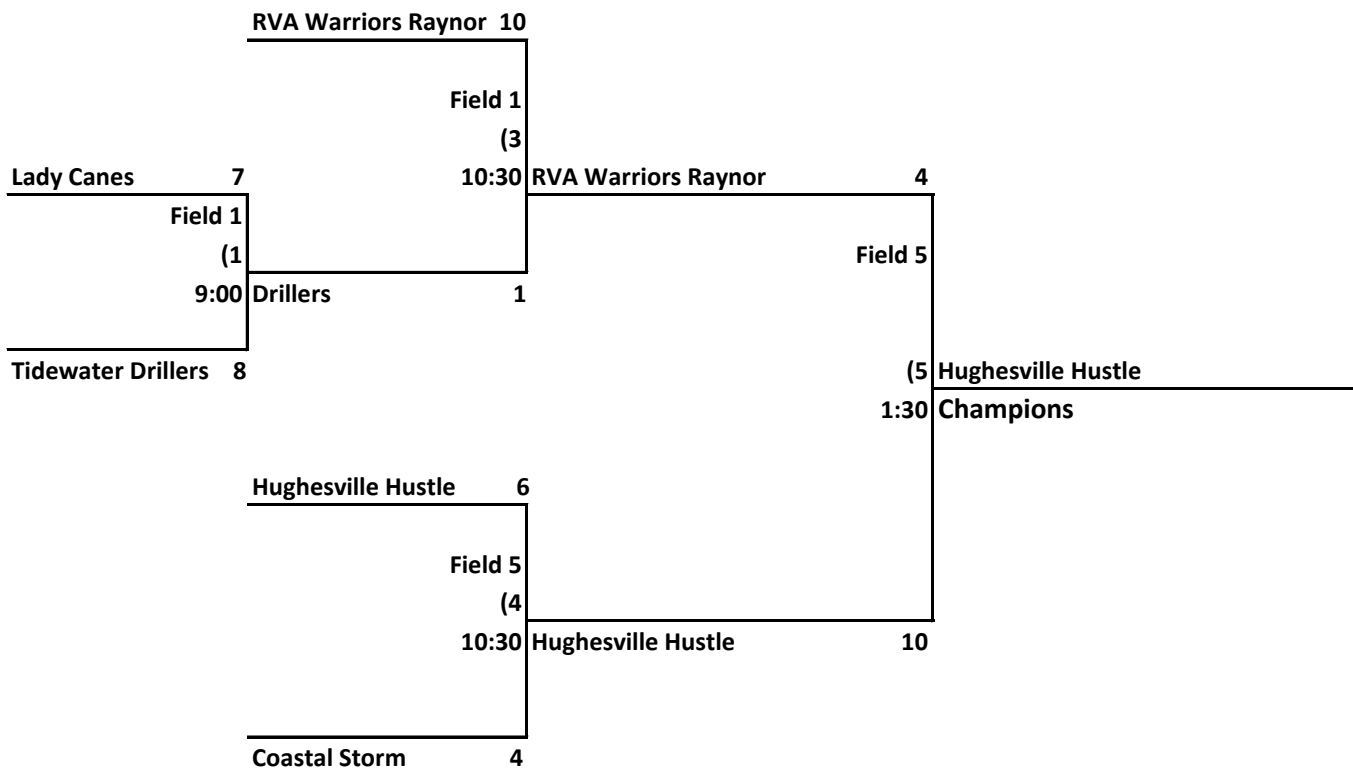 RVA Warriors Raynor 10
Field 1
(3
Lady Canes 7
10:30 RVA Warriors Raynor 4
Field 1
(1
Field 5
9:00 Drillers 1
Tidewater Drillers 8
(5 Hughesville Hustle
1:30 Champions
Hughesville Hustle 6
Field 5
(4
10:30 Hughesville Hustle 10
Coastal Storm 4